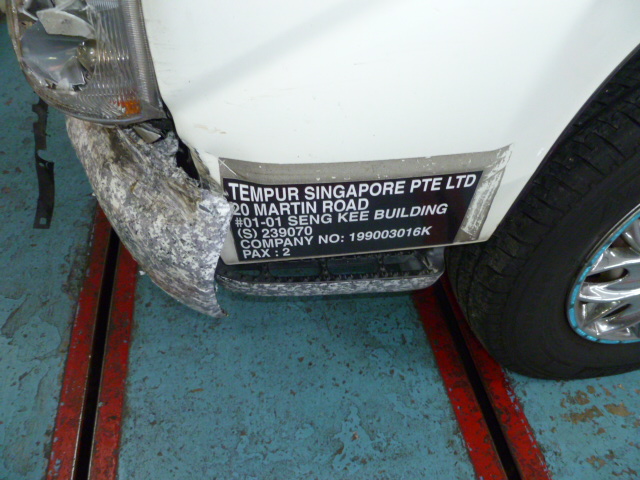 TEMPUR SINGAPORE PTE LTD
20 MARTIN ROAD
#01-01 SENG KEE BUILDING
(S) 239070
COMPANY NO: 199003016K
PAX : 2